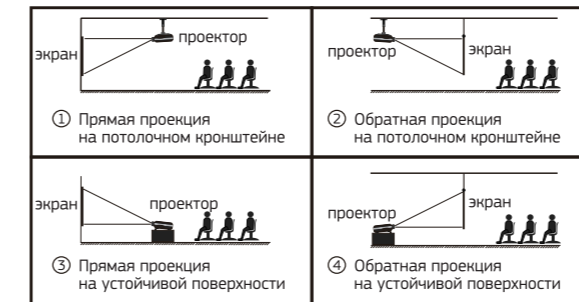 экран
проектор
① Прямая проекция
на потолочном кронштейне
проектор
экран
② Обратная проекция
на потолочном кронштейне
экран
проектор
③ Прямая проекция
на устойчивой поверхности
проектор
экран
④ Обратная проекция
на устойчивой поверхности